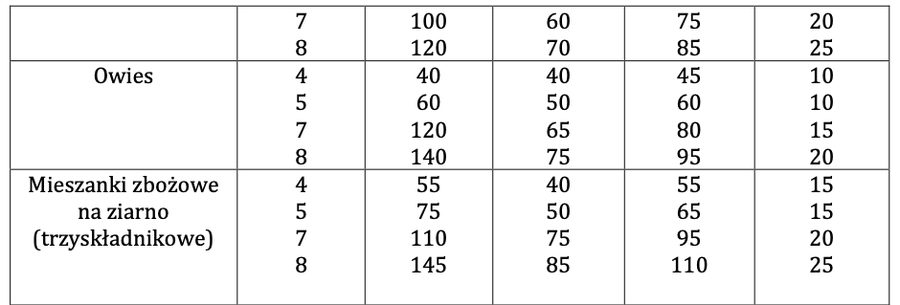 7 100 60 75 20
8 120 70 85 25
Owies 4 40 40 45 10
5 60 50 60 10
7 120 65 80 15
8 140 75 95 20
Mieszanki zbożowe 4 55 40 55 15
na ziarno 5 75 50 65 15
(trzyskładnikowe) 7 110 75 95 20
8 145 85 110 25